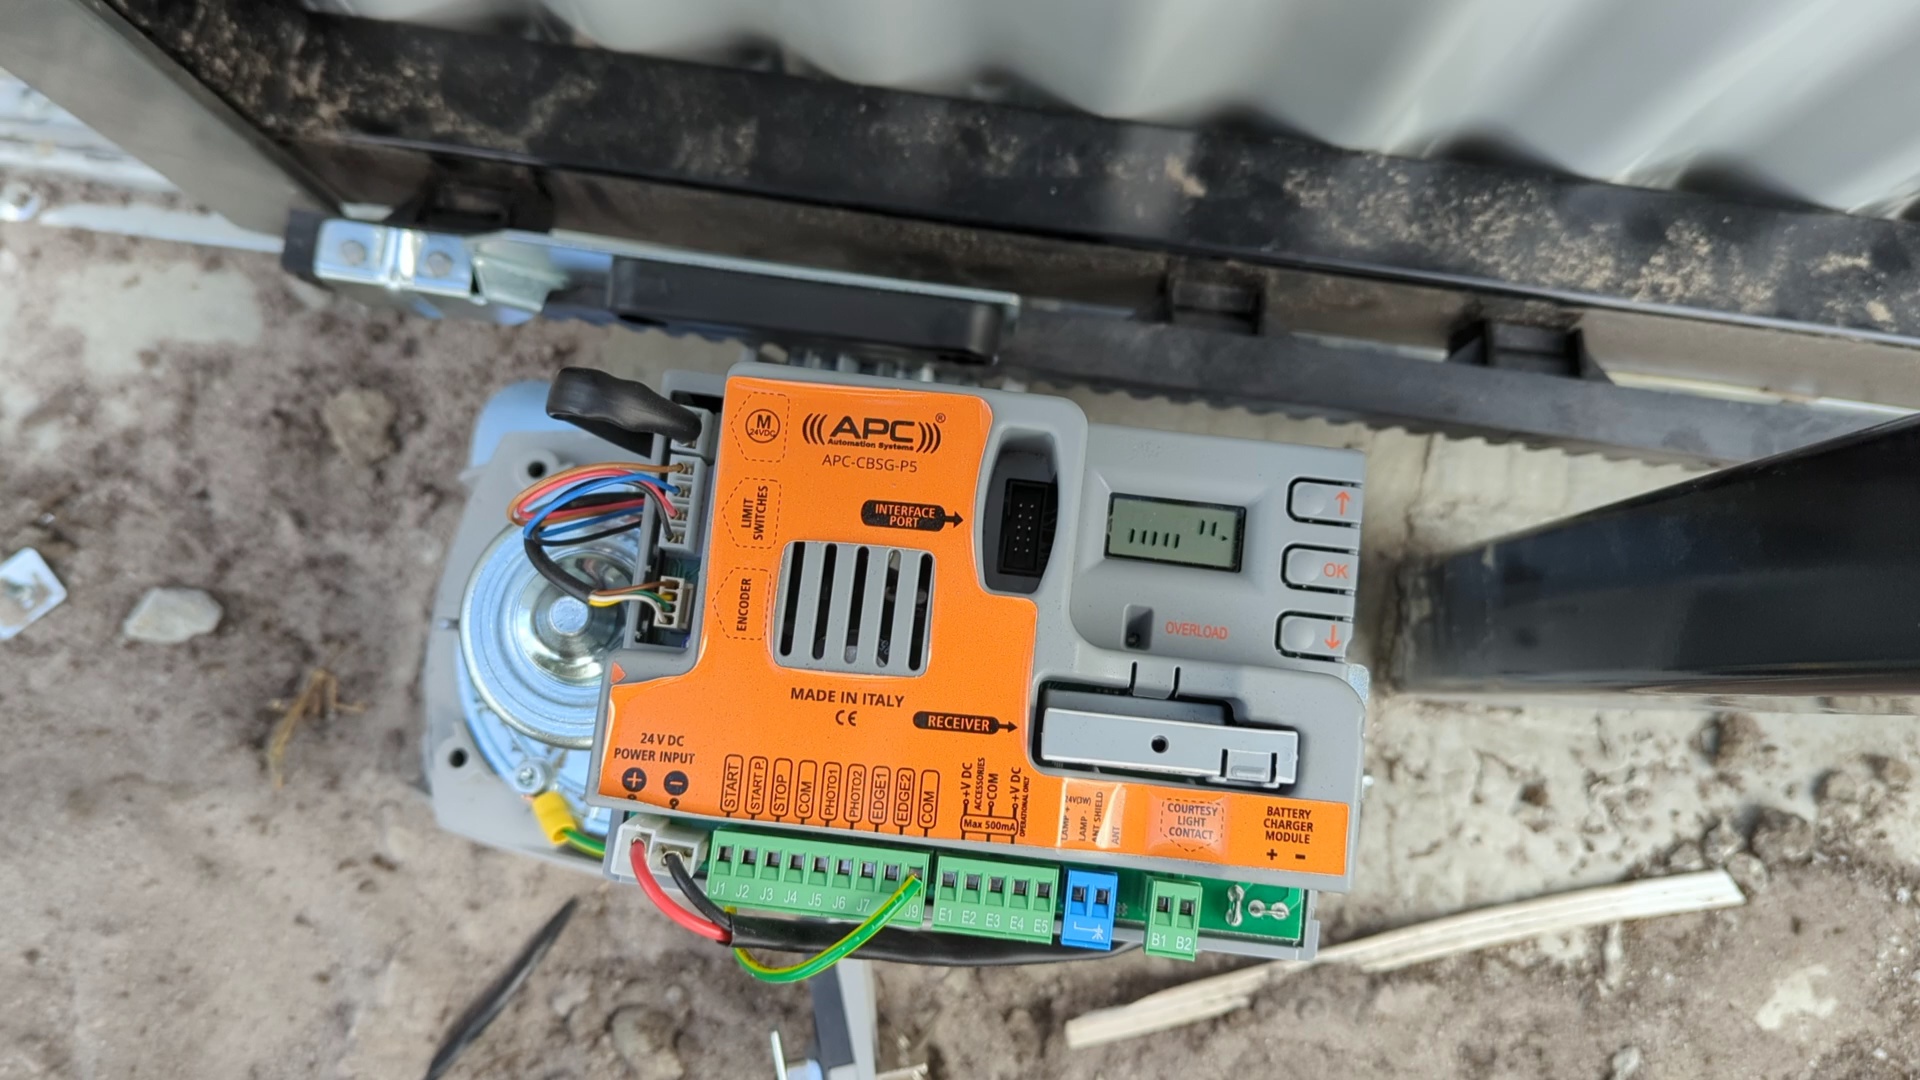 M
24VDC
APC®
Automation Systems
APC-CBSG-P5
LIMIT
SWITCHES
INTERFACE
PORT
ENCODER
↑
OK
↓
OVERLOAD
MADE IN ITALY
CE
RECEIVER
24 V DC
POWER INPUT
+ -
START
START P.
STOP
COM
PHOTO1
PHOTO2
EDGE1
EDGE2
COM
+V DC
ACCESSORIES
COM
+V DC
OPERATIONAL ONLY
Max 500mA
LAMP + 24V(3W)
LAMP -
ANT SHIELD
ANT
COURTESY
LIGHT
CONTACT
BATTERY
CHARGER
MODULE
+ -
J1 J2 J3 J4 J5 J6 J7 J9
E1 E2 E3 E4 E5
B1 B2